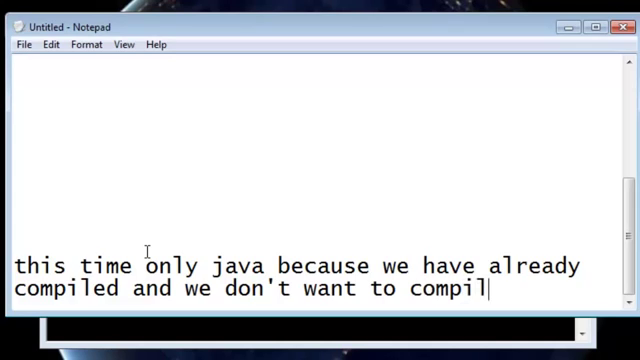 Untitled - Notepad
File Edit Format View Help
this time only java because we have already
compiled and we don't want to compil